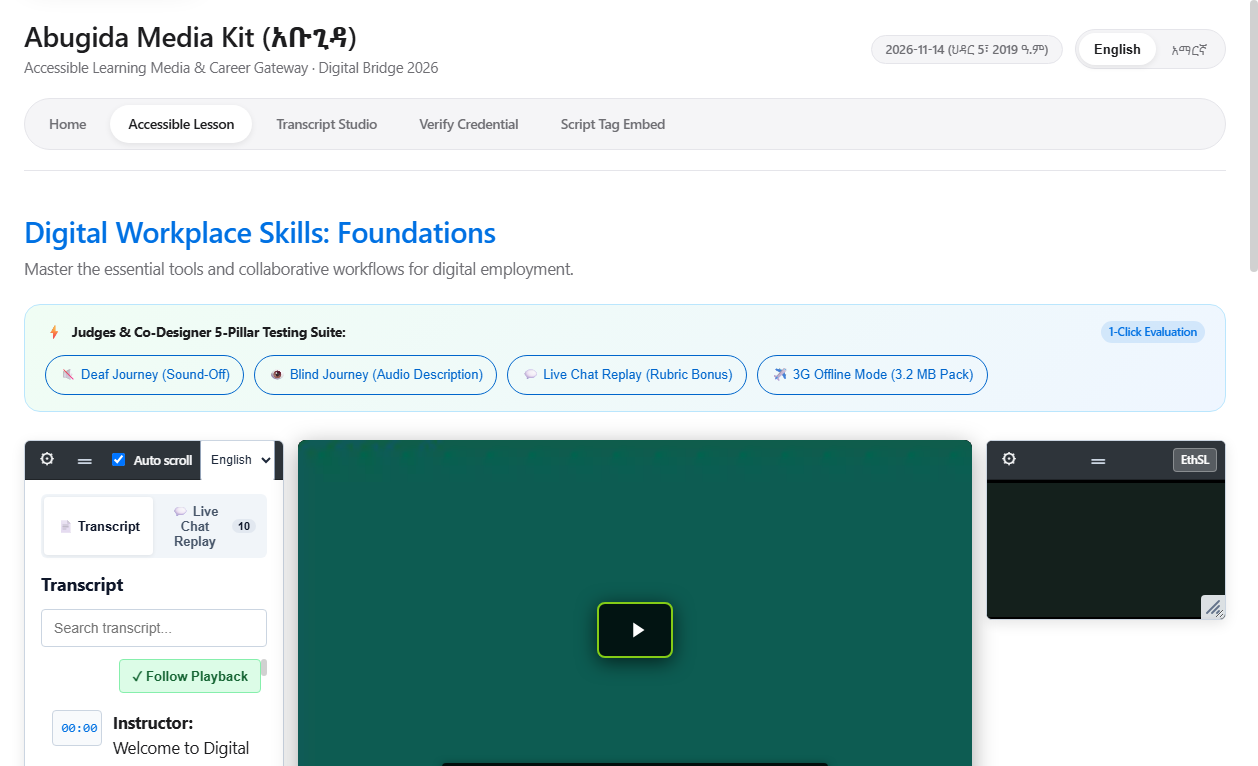 Abugida Media Kit (አቡጊዳ)
Accessible Learning Media & Career Gateway · Digital Bridge 2026
2026-11-14 (ህዳር 5፣ 2019 ዓ.ም)
English
አማርኛ
Home
Accessible Lesson
Transcript Studio
Verify Credential
Script Tag Embed
Digital Workplace Skills: Foundations
Master the essential tools and collaborative workflows for digital employment.
Judges & Co-Designer 5-Pillar Testing Suite:
1-Click Evaluation
Deaf Journey (Sound-Off)
Blind Journey (Audio Description)
Live Chat Replay (Rubric Bonus)
3G Offline Mode (3.2 MB Pack)
Auto scroll
English
EthSL
Transcript
Live
Chat
Replay
10
Transcript
Search transcript...
✓ Follow Playback
00:00
Instructor:
Welcome to Digital